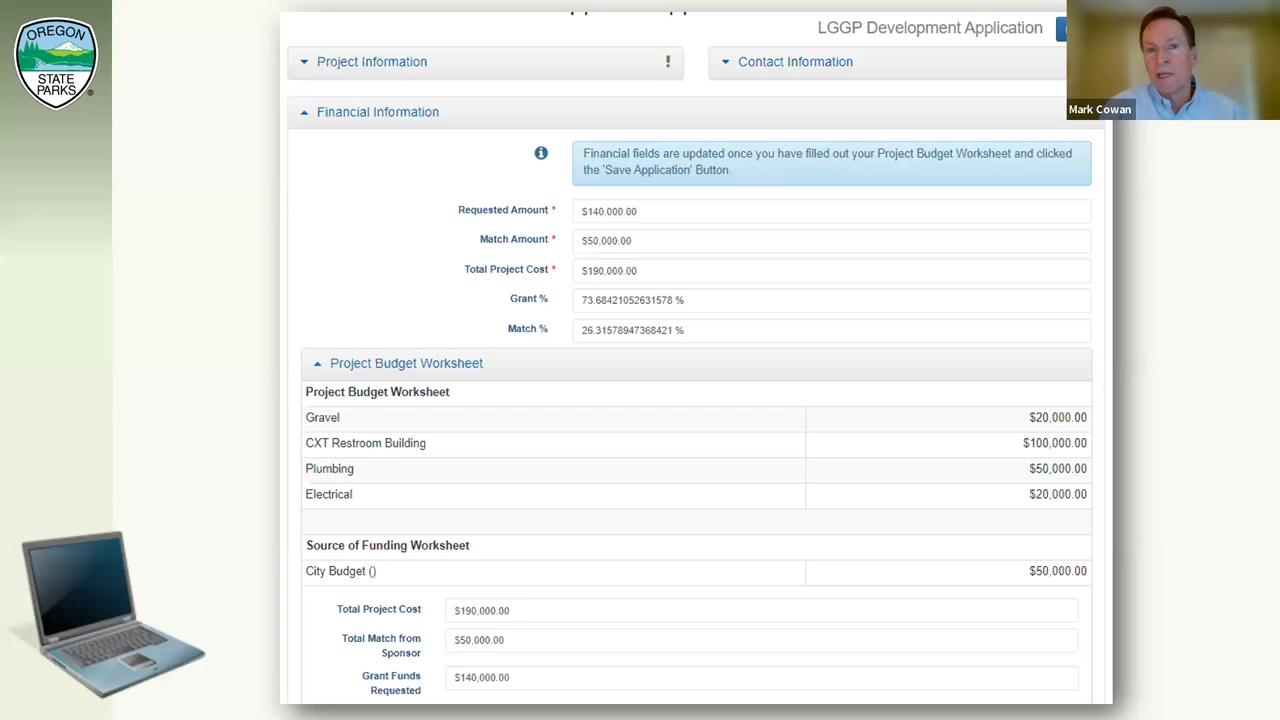 OREGON
STATE
PARKS
LGGP Development Application
Project Information
Contact Information
Mark Cowan
Financial Information
Financial fields are updated once you have filled out your Project Budget Worksheet and clicked
the 'Save Application' Button.
Requested Amount * $140,000.00
Match Amount * $50,000.00
Total Project Cost * $190,000.00
Grant % 73.68421052631578 %
Match % 26.31578947368421 %
Project Budget Worksheet
Project Budget Worksheet
Gravel $20,000.00
CXT Restroom Building $100,000.00
Plumbing $50,000.00
Electrical $20,000.00
Source of Funding Worksheet
City Budget () $50,000.00
Total Project Cost $190,000.00
Total Match from
Sponsor $50,000.00
Grant Funds
Requested $140,000.00